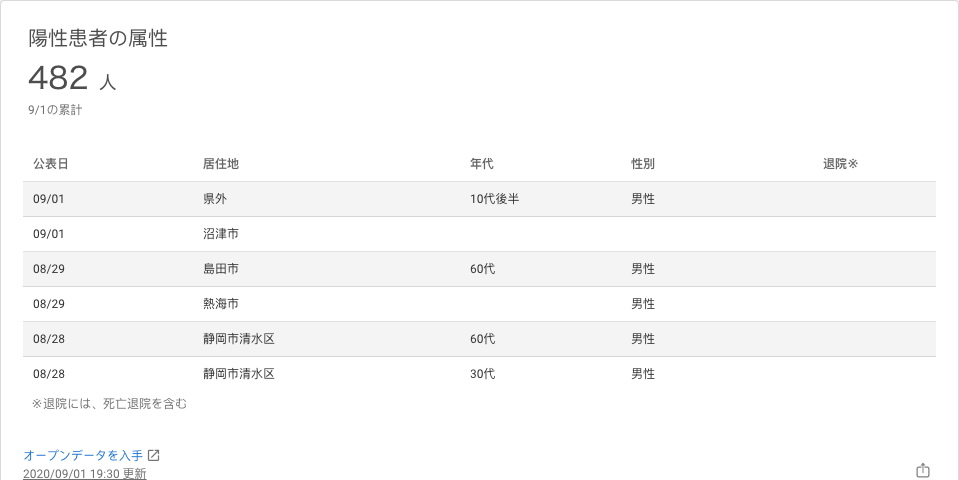 陽性患者の属性
482 人
9/1の累計
公表日 居住地 年代 性別 退院※
09/01 県外 10代後半 男性
09/01 沼津市
08/29 島田市 60代 男性
08/29 熱海市 男性
08/28 静岡市清水区 60代 男性
08/28 静岡市清水区 30代 男性
※退院には、死亡退院を含む
オープンデータを入手
2020/09/01 19:30 更新